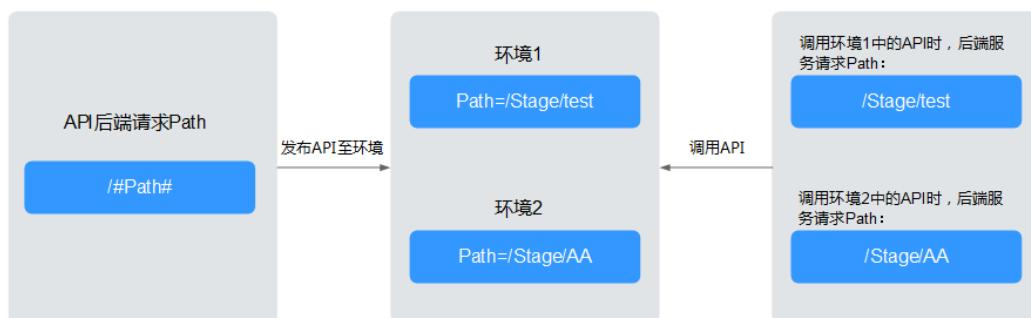 API后端请求Path
/#Path#
发布API至环境
环境1
Path=/Stage/test
环境2
Path=/Stage/AA
调用API
调用环境1中的API时，后端服
务请求Path：
/Stage/test
调用环境2中的API时，后端服
务请求Path：
/Stage/AA